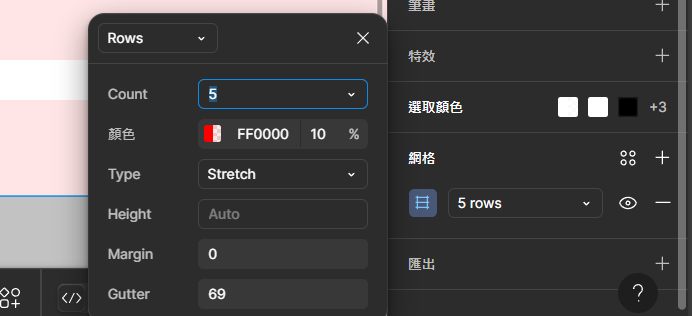 Rows
Count 5
顏色 FF0000 10 %
Type Stretch
Height Auto
Margin 0
Gutter 69
筆畫
特效
選取顏色 +3
網格
5 rows
匯出
?